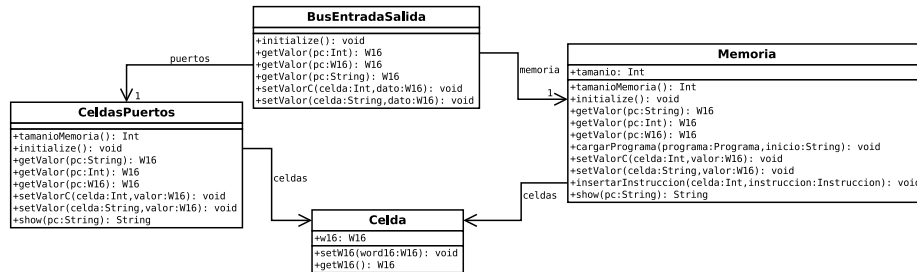 BusEntradaSalida
+initialize(): void
+getValor(pc:Int): W16
+getValor(pc:W16): W16
+getValor(pc:String): W16
+setValorC(celda:Int,dato:W16): void
+setValor(celda:String,dato:W16): void
puertos
1
memoria
1
Memoria
+tamanio: Int
+tamanioMemoria(): Int
+initialize(): void
+getValor(pc:String): W16
+getValor(pc:Int): W16
+getValor(pc:W16): W16
+cargarPrograma(programa:Programa,inicio:String): void
+setValorC(celda:Int,valor:W16): void
+setValor(celda:String,valor:W16): void
+insertarInstruccion(celda:Int,instruccion:Instruccion): void
+show(pc:String): String
CeldasPuertos
+tamanioMemoria(): Int
+initialize(): void
+getValor(pc:String): W16
+getValor(pc:Int): W16
+getValor(pc:W16): W16
+setValorC(celda:Int,valor:W16): void
+setValor(celda:String,valor:W16): void
+show(pc:String): String
celdas
celdas
Celda
+w16: W16
+setW16(word16:W16): void
+getW16(): W16